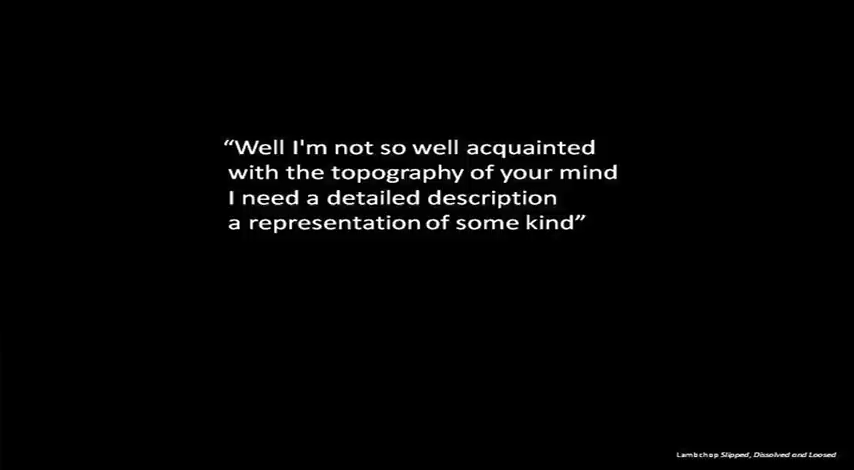 “Well I'm not so well acquainted
with the topography of your mind
I need a detailed description
a representation of some kind”
Lambchop Slipped, Dissolved and Loosed